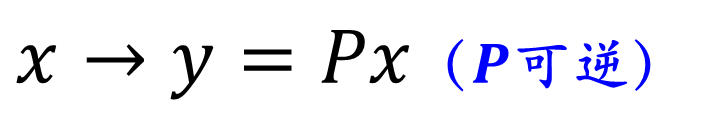 x → y = Px（P可逆）